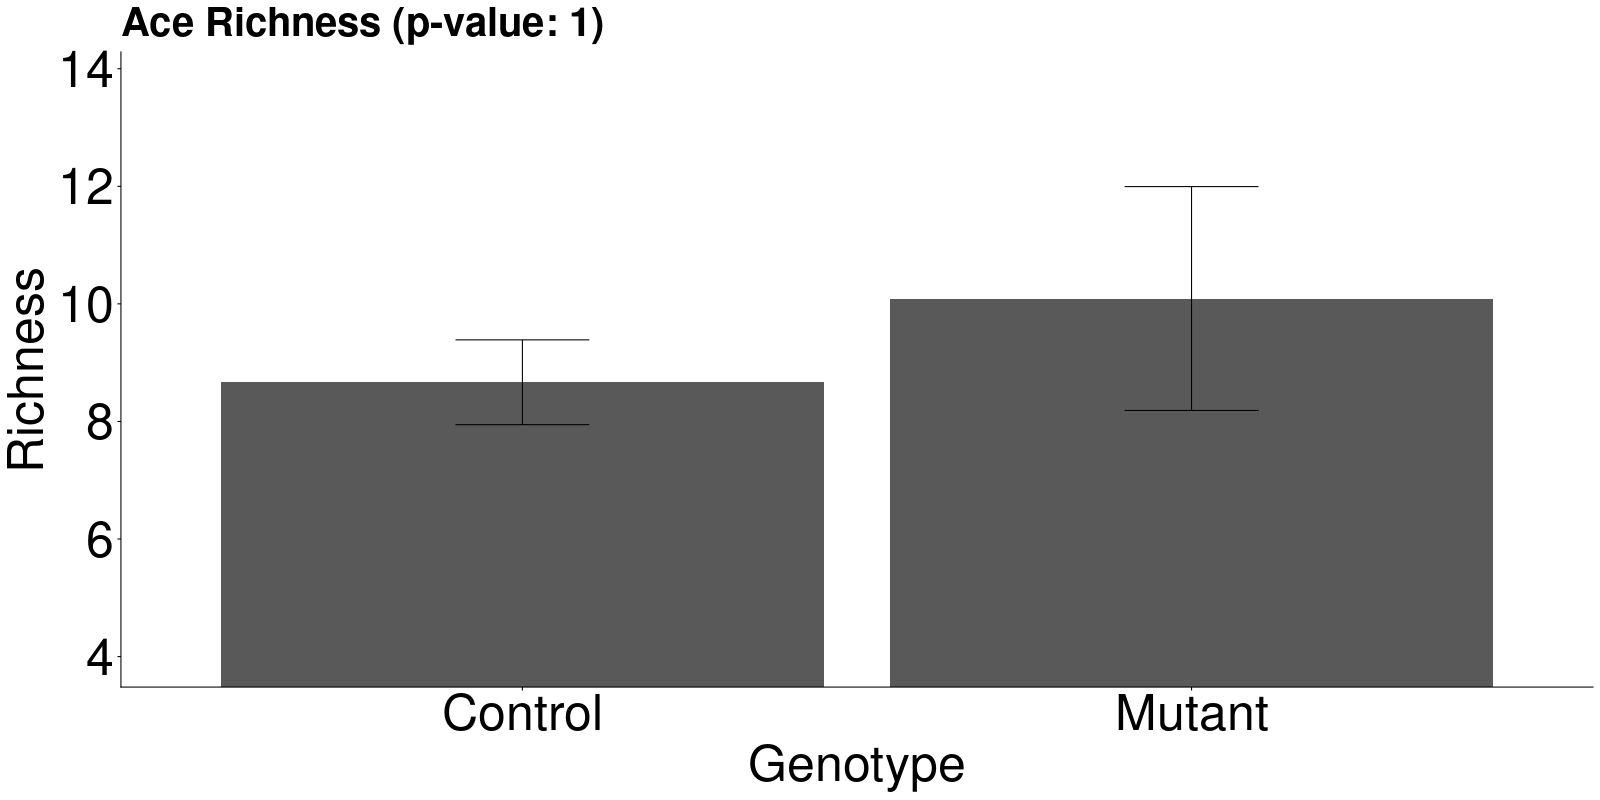 Ace Richness (p-value: 1)
14
12
10
8
6
4
Richness
Control
Mutant
Genotype